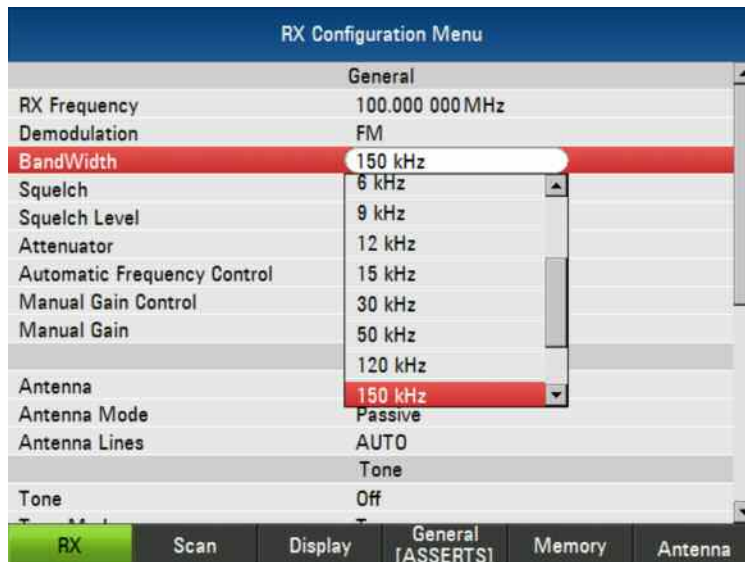 RX Configuration Menu
General
RX Frequency 100.000 000 MHz
Demodulation FM
BandWidth 150 kHz
Squelch 6 kHz
Squelch Level 9 kHz
Attenuator 12 kHz
Automatic Frequency Control 15 kHz
Manual Gain Control 30 kHz
Manual Gain 50 kHz
120 kHz
Antenna 150 kHz
Antenna Mode Passive
Antenna Lines AUTO
Tone
Tone Off
RX Scan Display General [ASSERTS] Memory Antenna